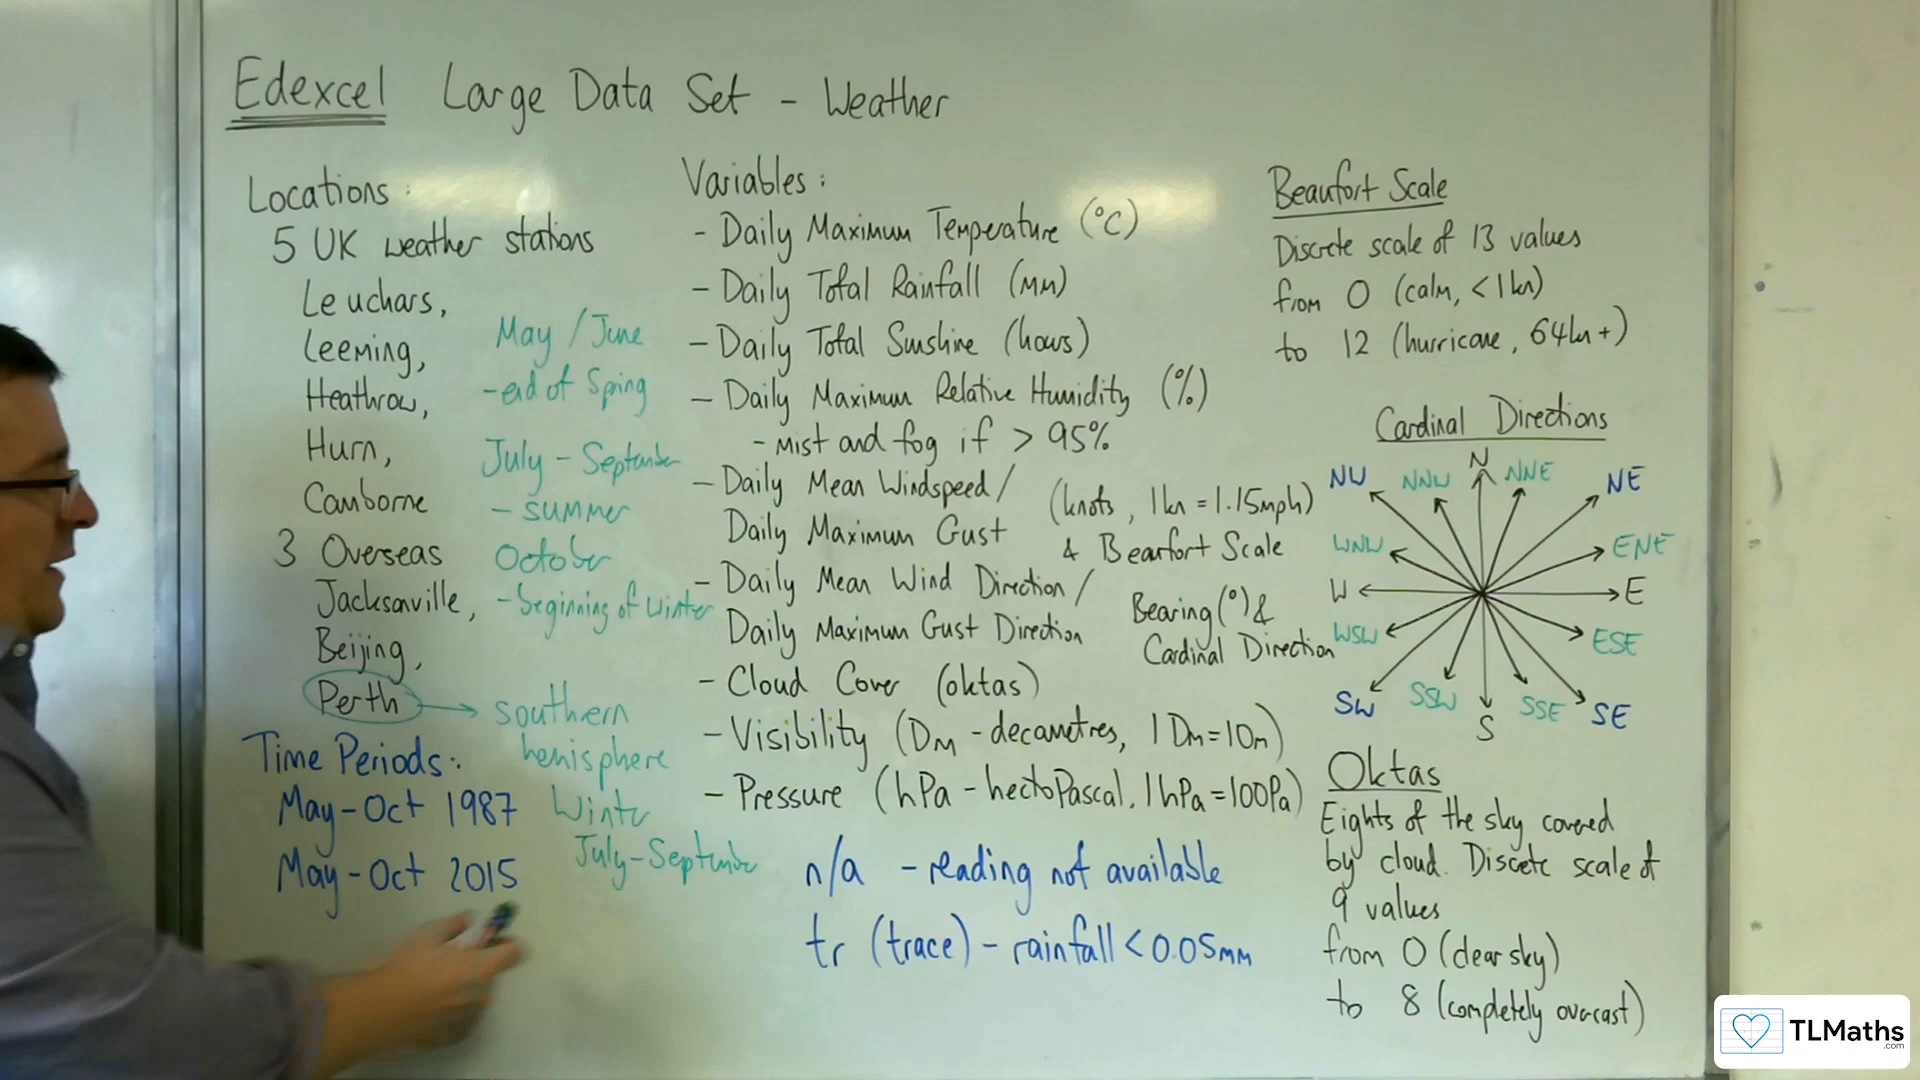 Edexcel Large Data Set - Weather
Locations:
5 UK weather stations
Leuchars,
Leeming,
Heathrow,
Hurn,
Camborne
3 Overseas
Jacksonville,
Beijing,
Perth
May / June
- end of Spring
July - September
- summer
October
- beginning of winter
southern
hemisphere
Winter
July-September
Time Periods:
May-Oct 1987
May-Oct 2015
Variables:
- Daily Maximum Temperature (°C)
- Daily Total Rainfall (mm)
- Daily Total Sunshine (hours)
- Daily Maximum Relative Humidity (%)
- mist and fog if > 95%
- Daily Mean Windspeed /
Daily Maximum Gust
(knots, 1kn = 1.15mph)
& Beaufort Scale
- Daily Mean Wind Direction /
Daily Maximum Gust Direction
Bearing (°) &
Cardinal Direction
- Cloud Cover (oktas)
- Visibility (Dm - decametres, 1 Dm = 10m)
- Pressure (hPa - hectoPascal, 1hPa = 100Pa)
n/a - reading not available
tr (trace) - rainfall < 0.05mm
Beaufort Scale
Discrete scale of 13 values
from 0 (calm, <1kn)
to 12 (hurricane, 64kn+)
Cardinal Directions
N
NW NNW NNE NE
WNW ENE
W E
WSW ESE
SW SSW S SSE SE
Oktas
Eights of the sky covered
by cloud. Discrete scale of
9 values
from 0 (clear sky)
to 8 (completely overcast)
TLMaths
.com